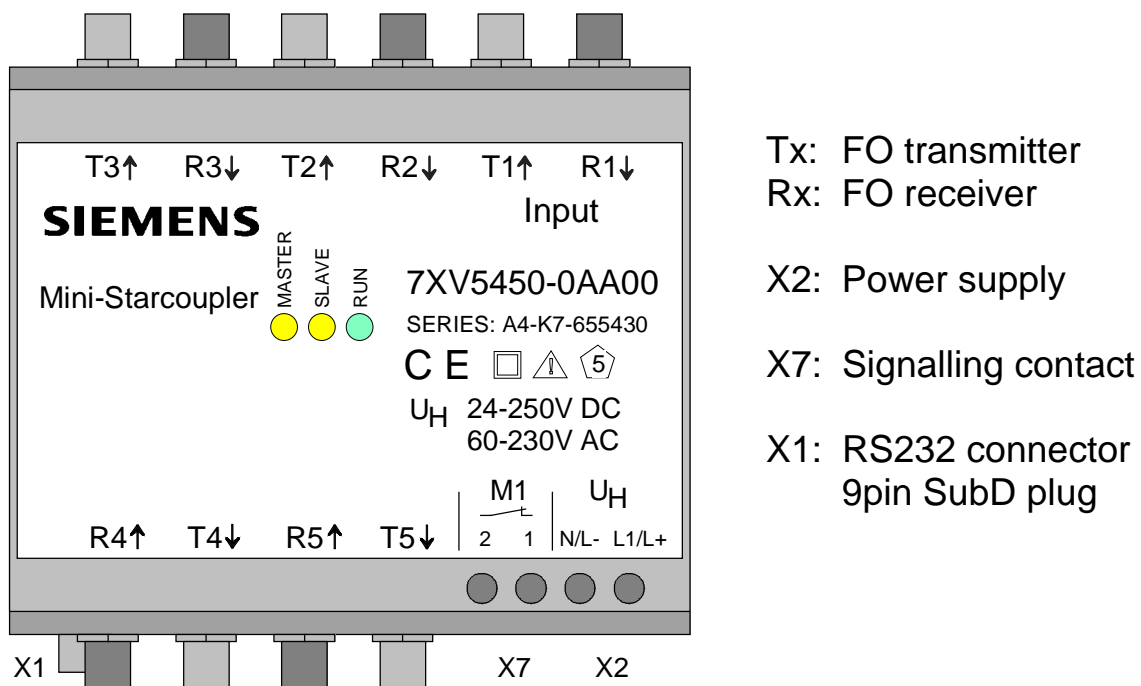 T3↑ R3↓ T2↑ R2↓ T1↑ R1↓
SIEMENS
Input
Mini-Starcoupler
MASTER
SLAVE
RUN
7XV5450-0AA00
SERIES: A4-K7-655430
CE 5
UH 24-250V DC
60-230V AC
M1 UH
R4↑ T4↓ R5↑ T5↓ 2 1 N/L- L1/L+
X1 X7 X2
Tx: FO transmitter
Rx: FO receiver
X2: Power supply
X7: Signalling contact
X1: RS232 connector
9pin SubD plug